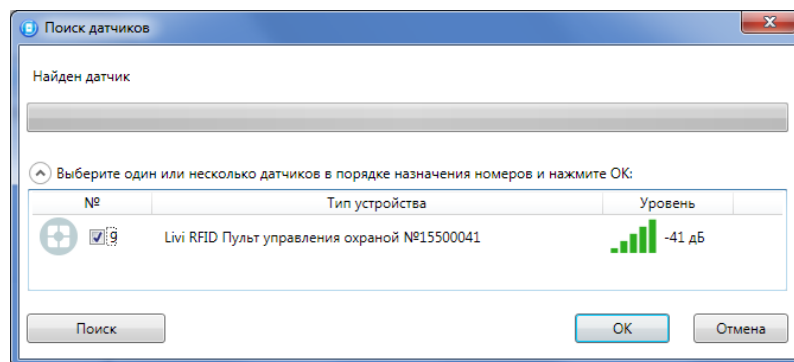 Поиск датчиков
Найден датчик
Выберите один или несколько датчиков в порядке назначения номеров и нажмите ОК:
№ Тип устройства Уровень
9 Livi RFID Пульт управления охраной №15500041 -41 дБ
Поиск ОК Отмена